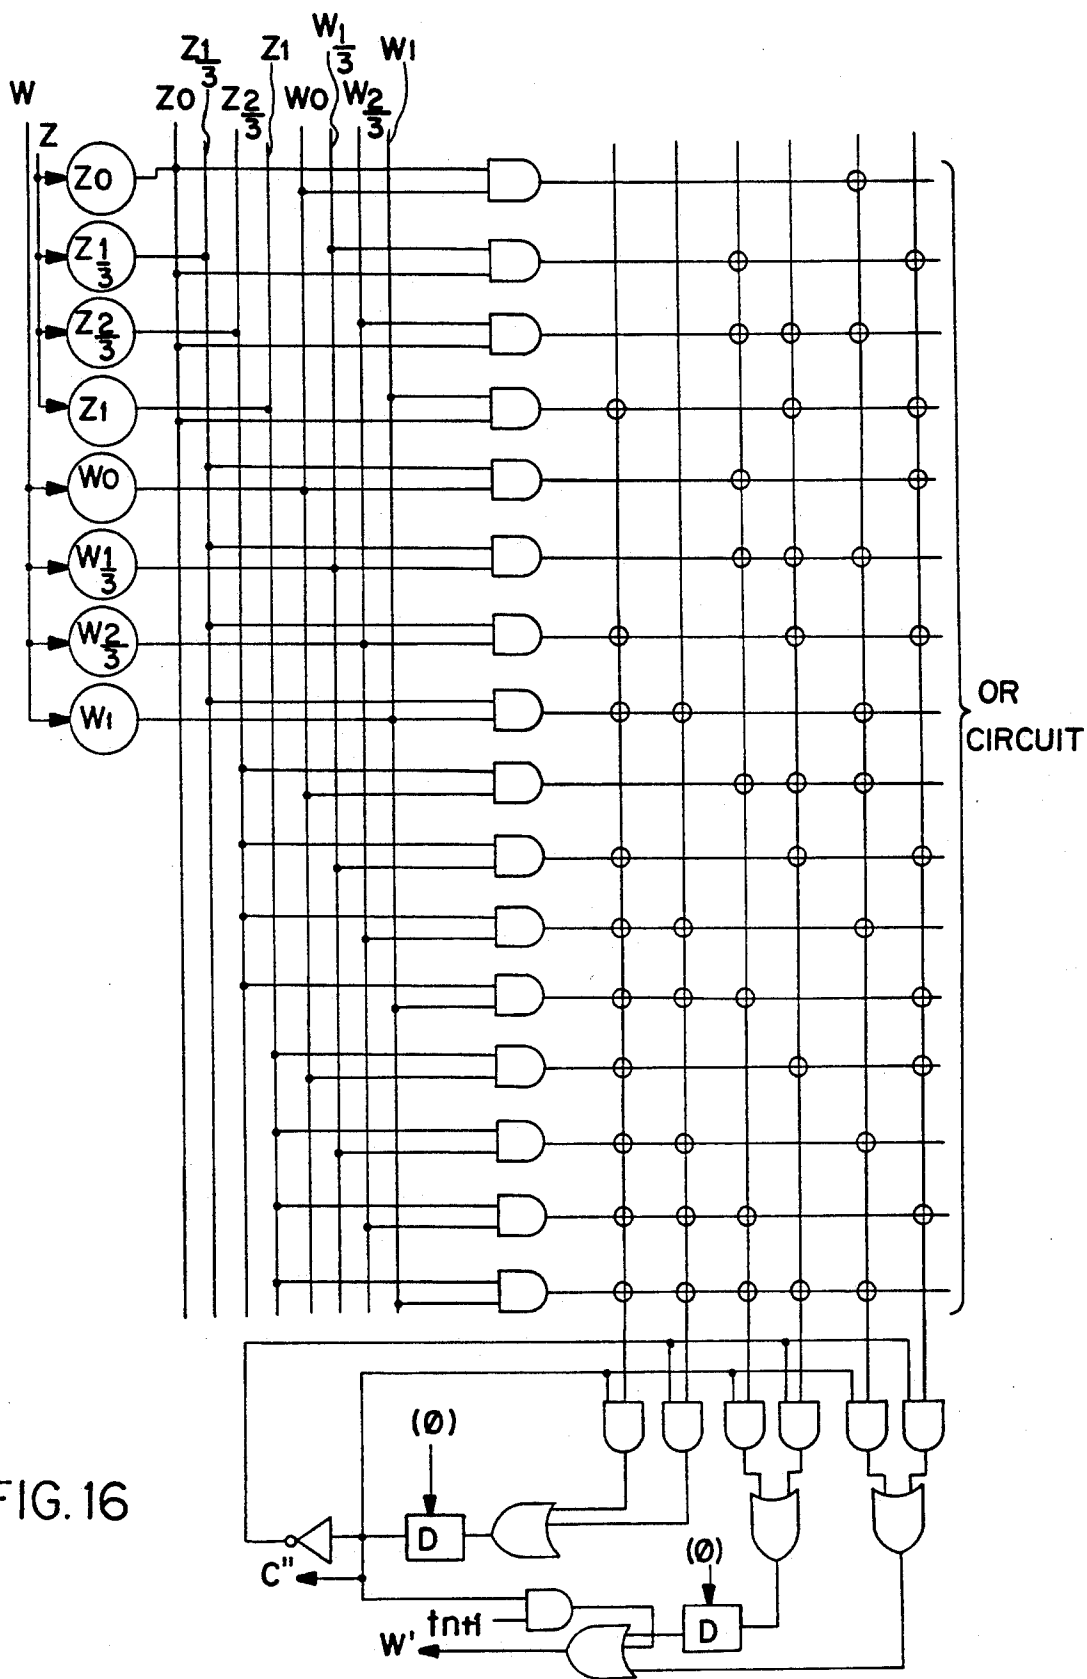 W Z Z0 Z1/3 Z2/3 Z1 W0 W1/3 W2/3 W1
Z0
Z1/3
Z2/3
Z1
W0
W1/3
W2/3
W1
OR
CIRCUIT
(Ø)
FIG. 16
D
C"
(Ø)
tn+1
D
W'